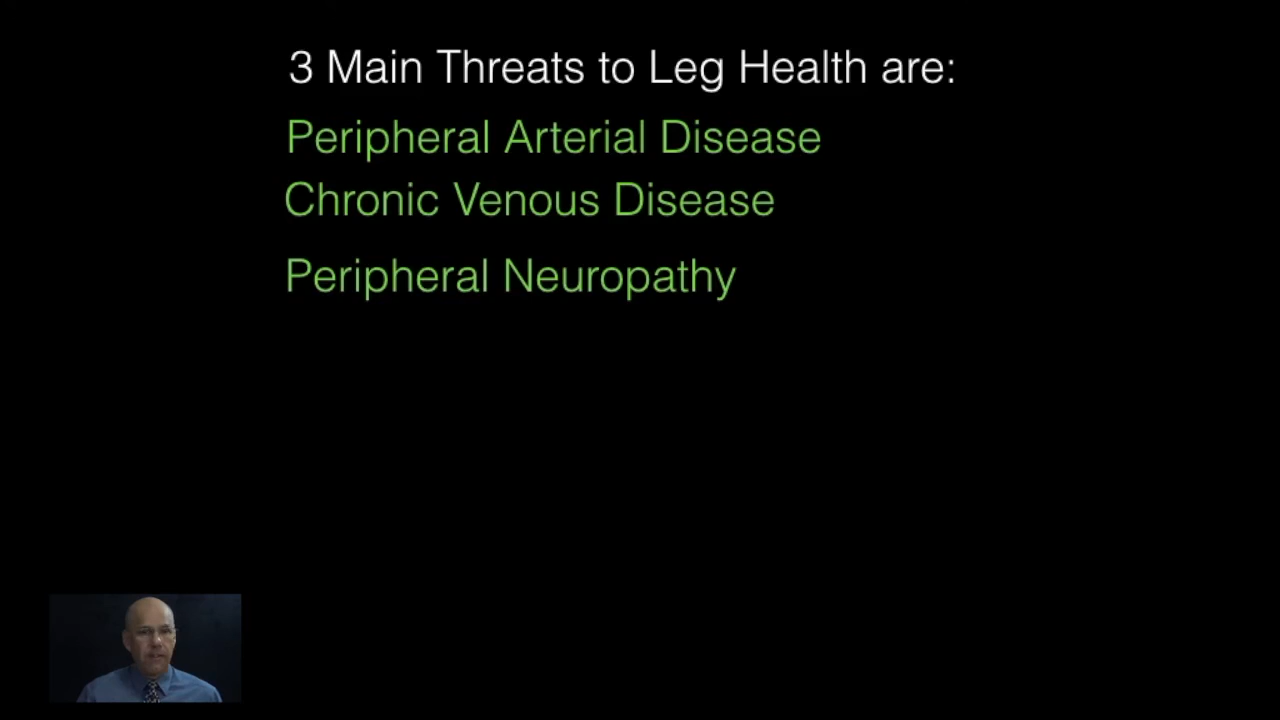 3 Main Threats to Leg Health are:
Peripheral Arterial Disease
Chronic Venous Disease
Peripheral Neuropathy